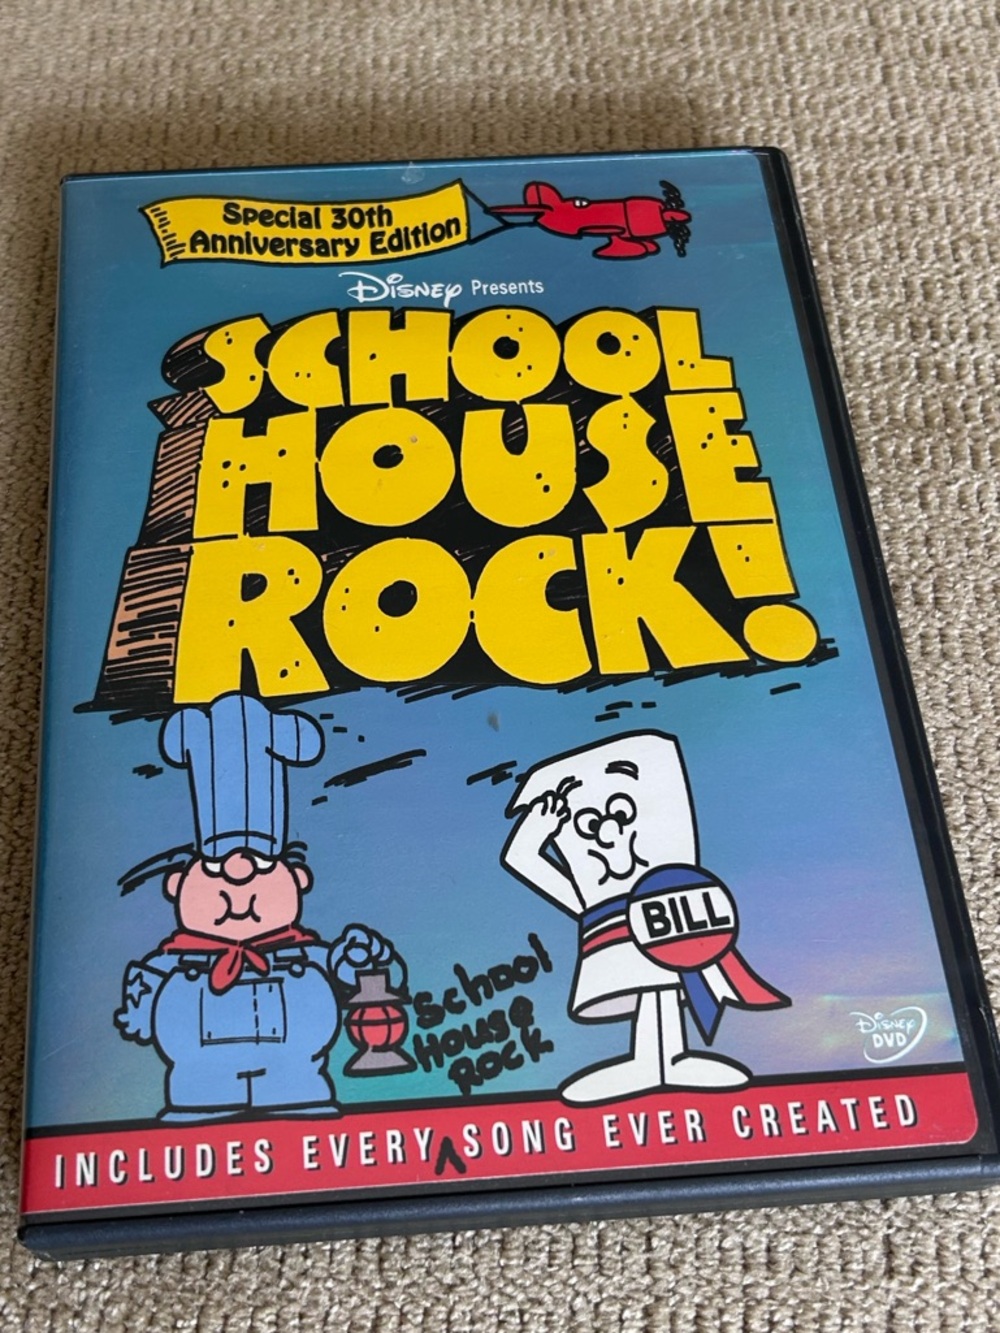 Special 30th
Anniversary Edition
Disney Presents
SCHOOL
HOUSE
ROCK!
BILL
School
House
Rock
Disney
DVD
INCLUDES EVERY ^ SONG EVER CREATED